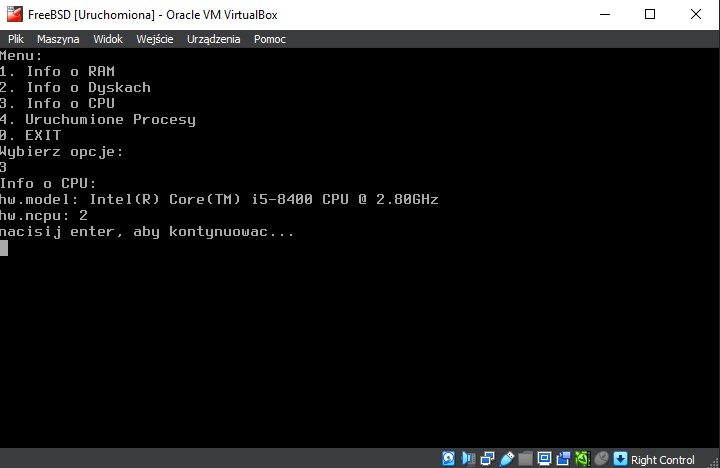 FreeBSD [Uruchomiona] - Oracle VM VirtualBox
Plik Maszyna Widok Wejście Urządzenia Pomoc
Menu:
1. Info o RAM
2. Info o Dyskach
3. Info o CPU
4. Uruchumione Procesy
0. EXIT
Wybierz opcje:
3
Info o CPU:
hw.model: Intel(R) Core(TM) i5-8400 CPU @ 2.80GHz
hw.ncpu: 2
nacisij enter, aby kontynuowac...
Right Control